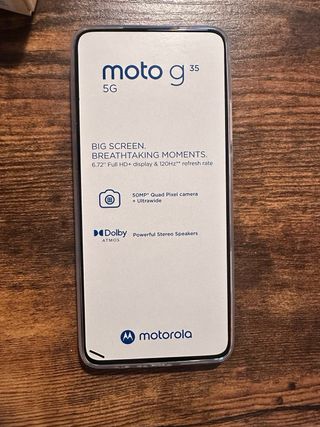 moto g 35
5G
BIG SCREEN.
BREATHTAKING MOMENTS.
6.72" Full HD+ display & 120Hz** refresh rate
50MP* Quad Pixel camera
+ Ultrawide
Dolby
ATMOS
Powerful Stereo Speakers
motorola